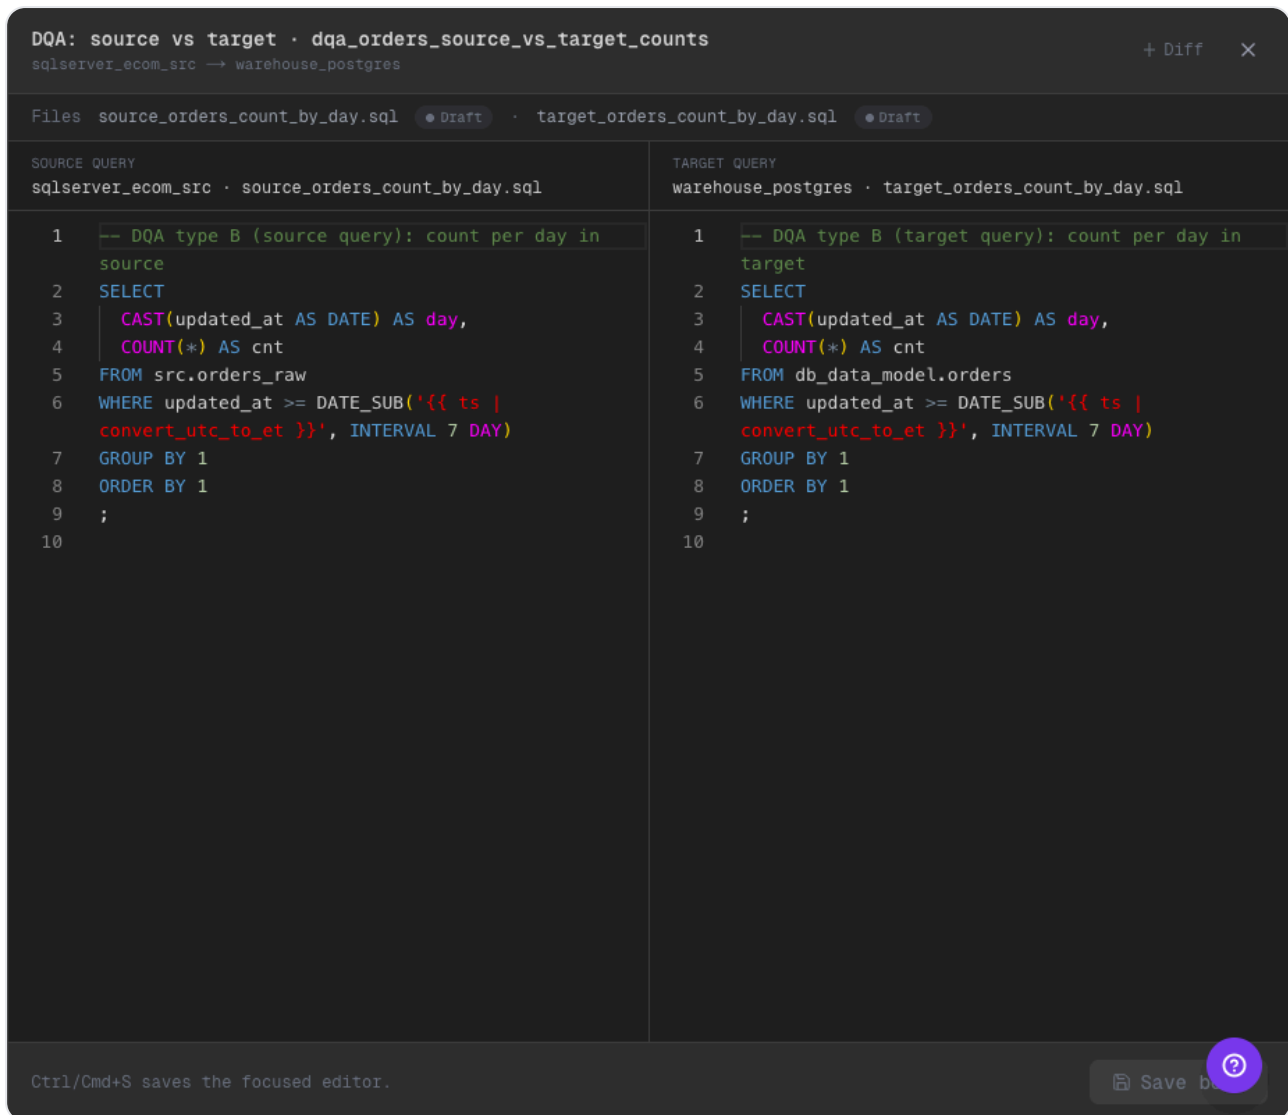 DQA: source vs target · dqa_orders_source_vs_target_counts
+ Diff
sqlserver_ecom_src → warehouse_postgres
Files source_orders_count_by_day.sql Draft · target_orders_count_by_day.sql Draft
SOURCE QUERY
sqlserver_ecom_src · source_orders_count_by_day.sql
1 -- DQA type B (source query): count per day in
source
2 SELECT
3 CAST(updated_at AS DATE) AS day,
4 COUNT(*) AS cnt
5 FROM src.orders_raw
6 WHERE updated_at >= DATE_SUB('{{ ts |
convert_utc_to_et }}', INTERVAL 7 DAY)
7 GROUP BY 1
8 ORDER BY 1
9 ;
10
TARGET QUERY
warehouse_postgres · target_orders_count_by_day.sql
1 -- DQA type B (target query): count per day in
target
2 SELECT
3 CAST(updated_at AS DATE) AS day,
4 COUNT(*) AS cnt
5 FROM db_data_model.orders
6 WHERE updated_at >= DATE_SUB('{{ ts |
convert_utc_to_et }}', INTERVAL 7 DAY)
7 GROUP BY 1
8 ORDER BY 1
9 ;
10
Ctrl/Cmd+S saves the focused editor.
Save
?